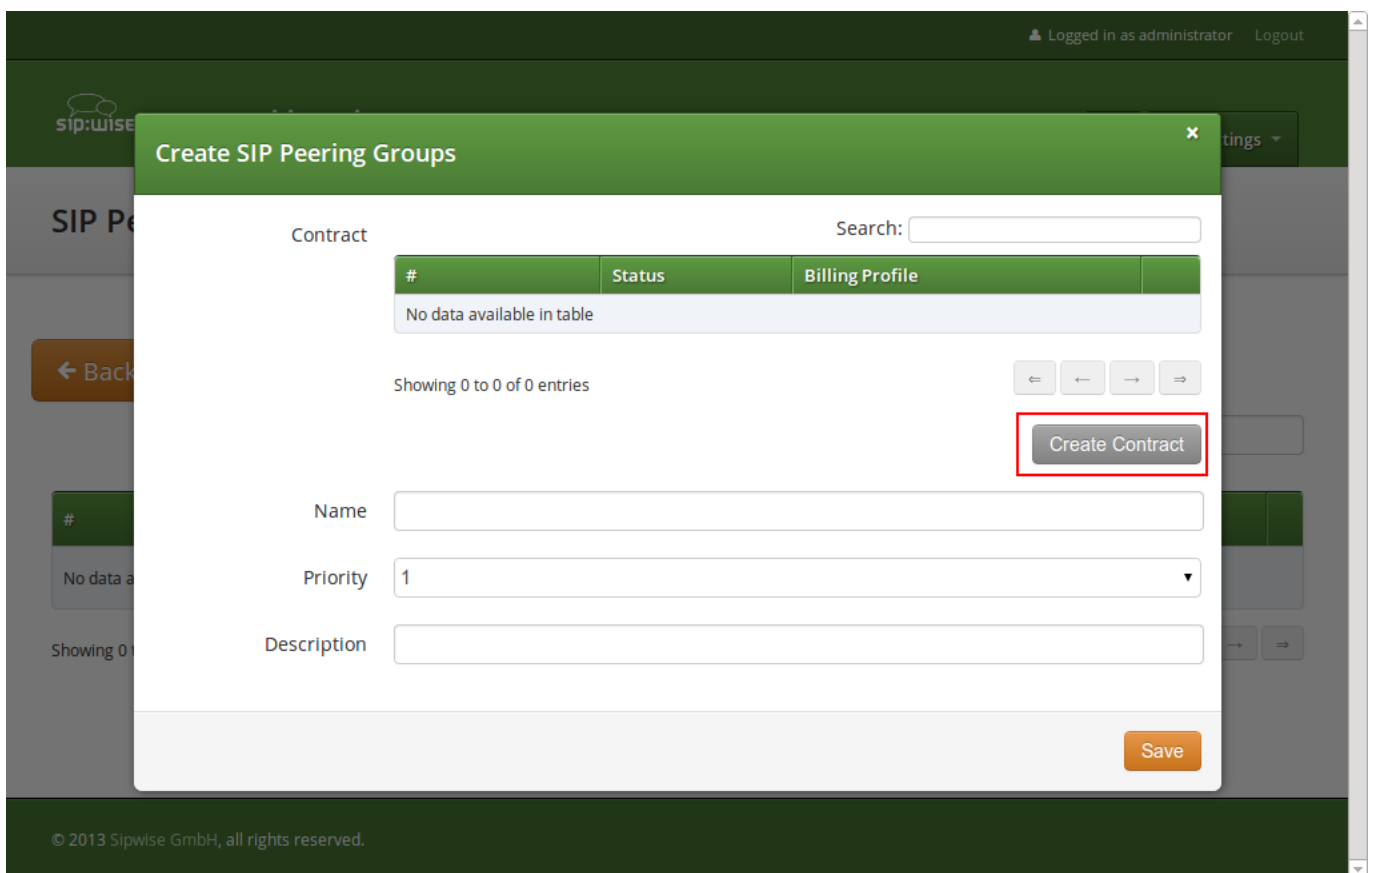 Logged in as administrator Logout
sip:wise
ttings
Create SIP Peering Groups ×
SIP Pe
Contract Search:
# Status Billing Profile
No data available in table
← Back
Showing 0 to 0 of 0 entries ⇐ ← → ⇒
Create Contract
Name
#
Priority 1
No data a
Description
Showing 0 t → ⇒
Save
© 2013 Sipwise GmbH, all rights reserved.